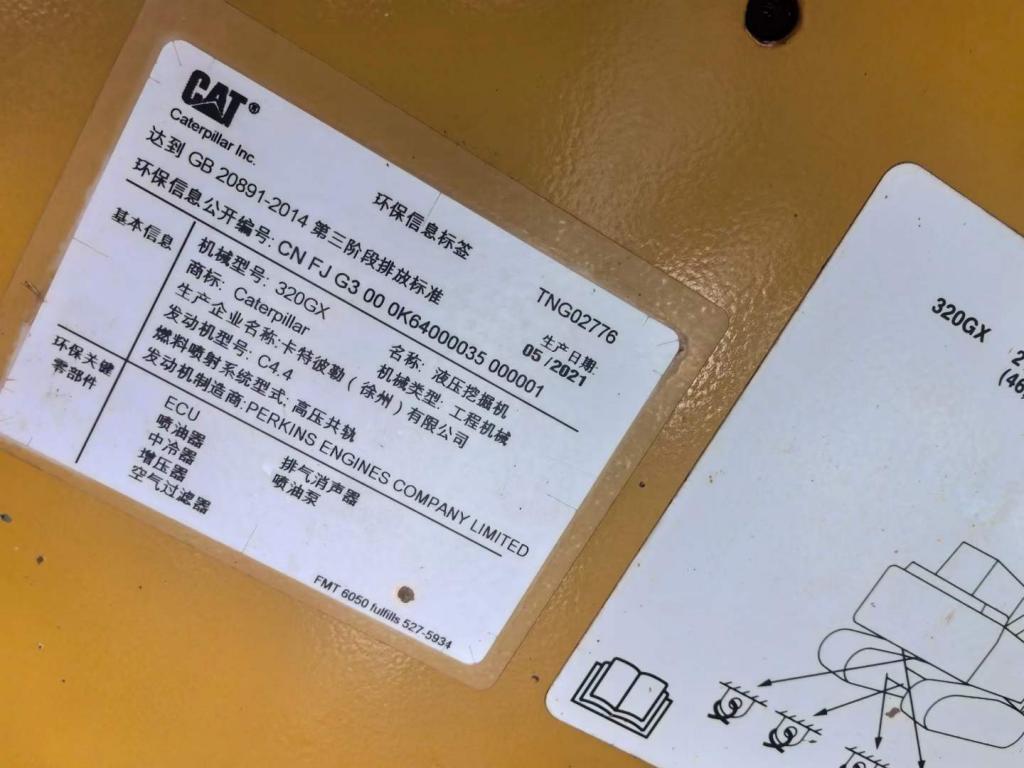 CAT®
Caterpillar Inc.
环保信息标签
TNG02776
达到 GB 20891-2014 第三阶段排放标准
生产日期:
05 /2021
环保信息公开编号: CN FJ G3 00 0K64000035 000001
基本信息
机械型号: 320GX
名称: 液压挖掘机
商标: Caterpillar
机械类型: 工程机械
生产企业名称:卡特彼勒(徐州)有限公司
发动机型号: C4.4
燃料喷射系统型式: 高压共轨
发动机制造商:PERKINS ENGINES COMPANY LIMITED
环保关键
零部件
ECU
喷油器
排气消声器
中冷器
喷油泵
增压器
空气过滤器
FMT 6050 fulfills 527-5934
320GX
(46